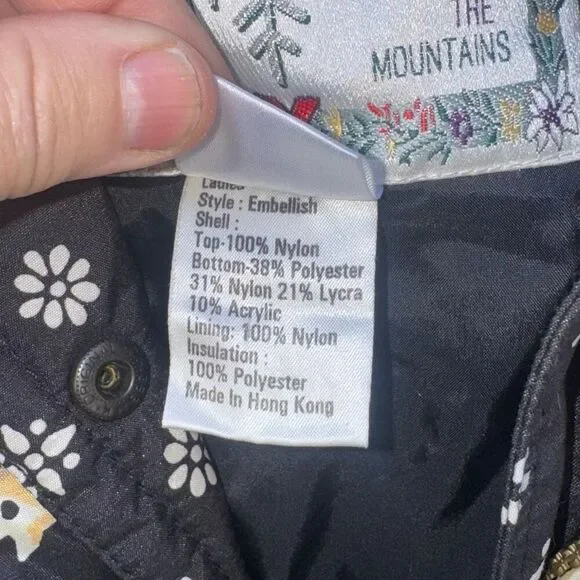 THE
MOUNTAINS
Ladies
Style : Embellish
Shell :
Top-100% Nylon
Bottom-38% Polyester
31% Nylon 21% Lycra
10% Acrylic
Lining: 100% Nylon
Insulation :
100% Polyester
Made In Hong Kong